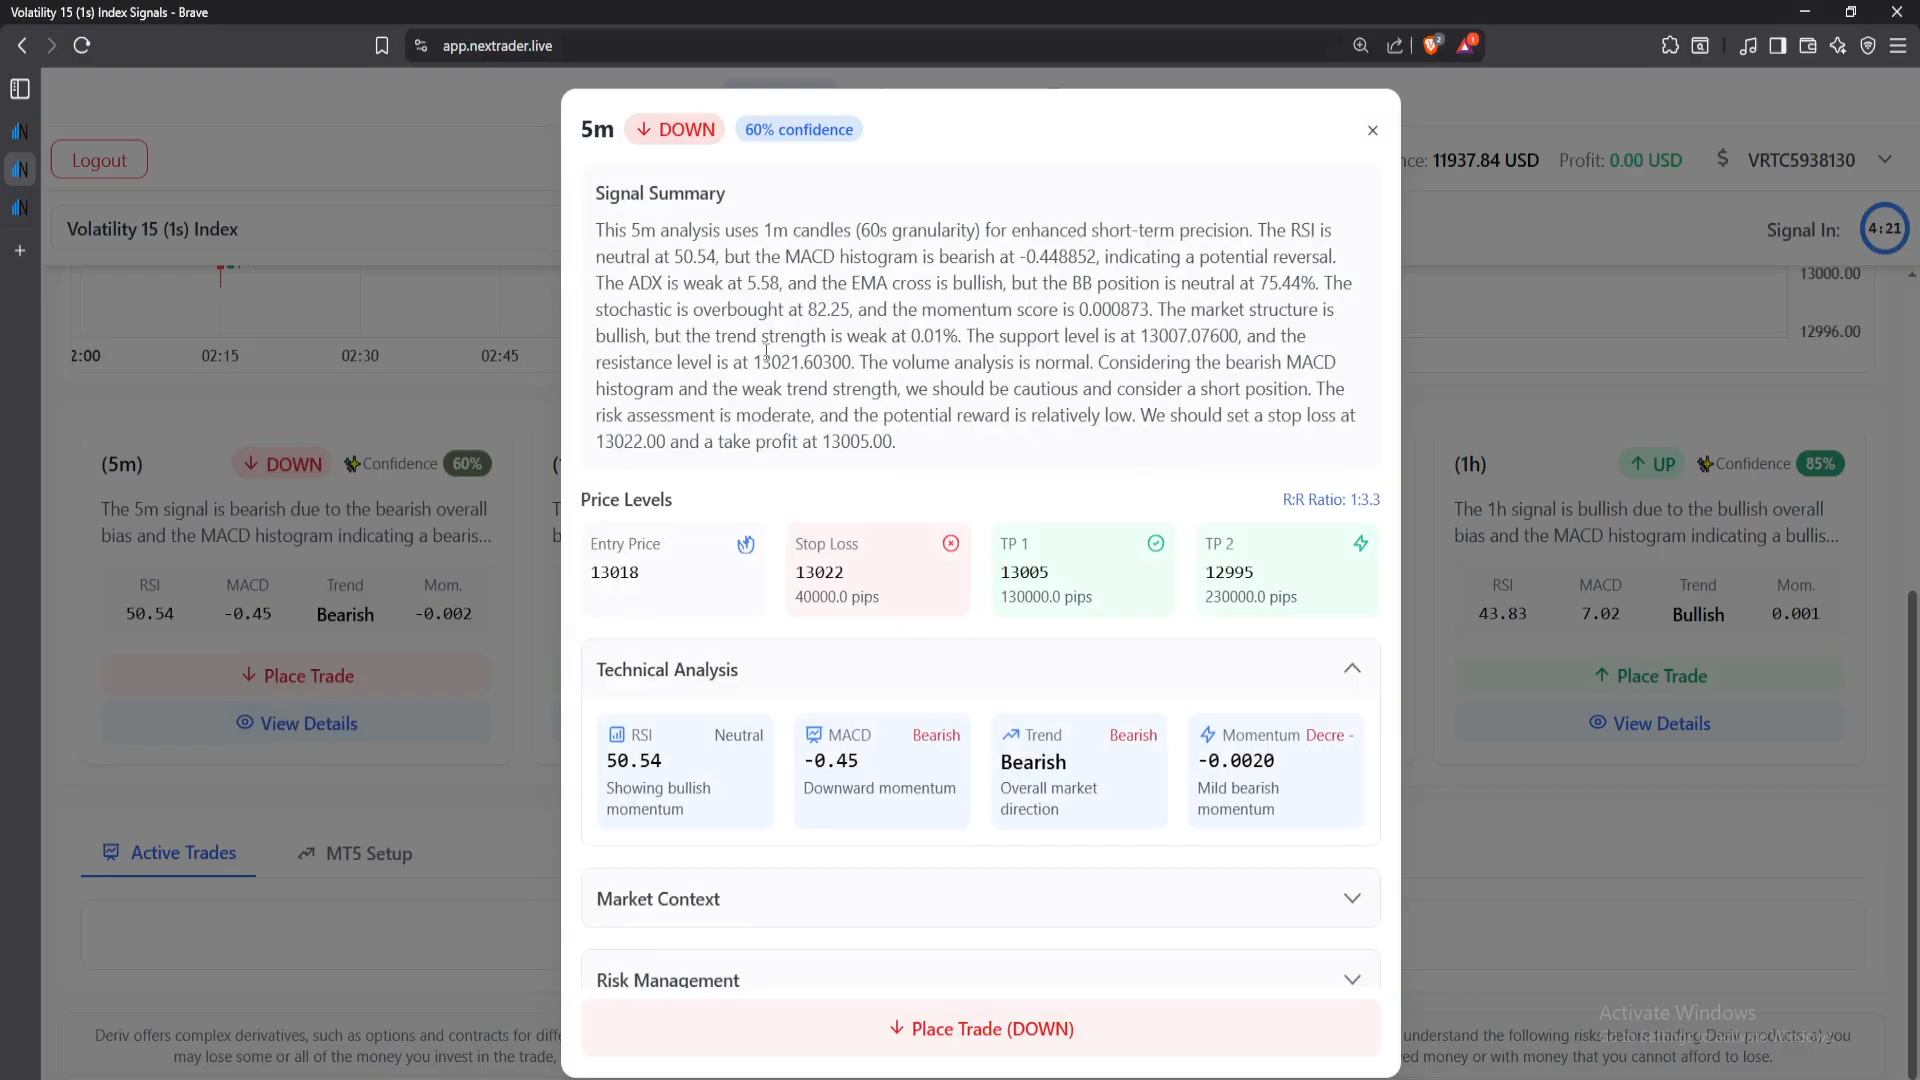 Volatility 15 (1s) Index Signals - Brave
app.nextrader.live
2
1
Logout
nce: 11937.84 USD
Profit: 0.00 USD
$ VRTC5938130
Volatility 15 (1s) Index
Signal In: 4:21
5m
↓ DOWN
60% confidence
Signal Summary
This 5m analysis uses 1m candles (60s granularity) for enhanced short-term precision. The RSI is
neutral at 50.54, but the MACD histogram is bearish at -0.448852, indicating a potential reversal.
The ADX is weak at 5.58, and the EMA cross is bullish, but the BB position is neutral at 75.44%. The
stochastic is overbought at 82.25, and the momentum score is 0.000873. The market structure is
bullish, but the trend strength is weak at 0.01%. The support level is at 13007.07600, and the
resistance level is at 13021.60300. The volume analysis is normal. Considering the bearish MACD
histogram and the weak trend strength, we should be cautious and consider a short position. The
risk assessment is moderate, and the potential reward is relatively low. We should set a stop loss at
13022.00 and a take profit at 13005.00.
Price Levels
R:R Ratio: 1:3.3
Entry Price
13018
Stop Loss
13022
40000.0 pips
TP 1
13005
130000.0 pips
TP 2
12995
230000.0 pips
Technical Analysis
RSI Neutral
50.54
Showing bullish
momentum
MACD Bearish
-0.45
Downward momentum
Trend Bearish
Bearish
Overall market
direction
Momentum Decre -
-0.0020
Mild bearish
momentum
Market Context
Risk Management
↓ Place Trade (DOWN)
13000.00
12996.00
2:00
02:15
02:30
02:45
(5m)
↓ DOWN
Confidence 60%
The 5m signal is bearish due to the bearish overall
bias and the MACD histogram indicating a bearis...
RSI MACD Trend Mom.
50.54 -0.45 Bearish -0.002
↓ Place Trade
View Details
(1h)
↑ UP
Confidence 85%
The 1h signal is bullish due to the bullish overall
bias and the MACD histogram indicating a bullis...
RSI MACD Trend Mom.
43.83 7.02 Bullish 0.001
↑ Place Trade
View Details
Active Trades
MT5 Setup
Deriv offers complex derivatives, such as options and contracts for diffe
may lose some or all of the money you invest in the trade,
understand the following risks before trading Deriv products: a) you
ed money or with money that you cannot afford to lose.
Activate Windows